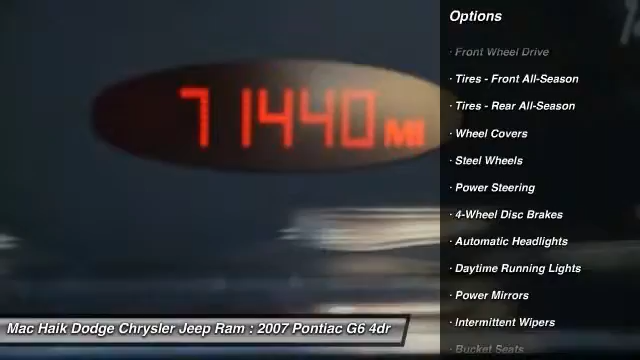 Options
· Front Wheel Drive
· Tires - Front All-Season
· Tires - Rear All-Season
· Wheel Covers
· Steel Wheels
· Power Steering
· 4-Wheel Disc Brakes
· Automatic Headlights
· Daytime Running Lights
· Power Mirrors
· Intermittent Wipers
· Bucket Seats
71440 MI
Mac Haik Dodge Chrysler Jeep Ram : 2007 Pontiac G6 4dr